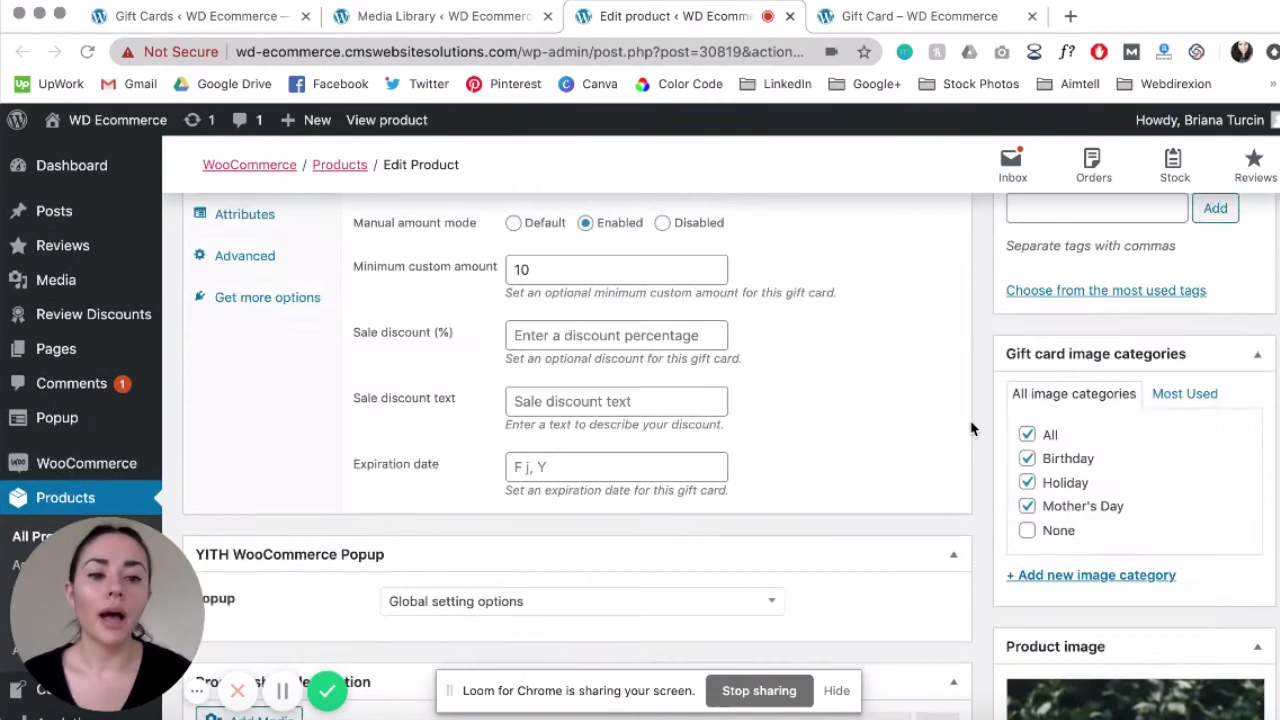 Gift Cards ‹ WD Ecommerce —
Media Library ‹ WD Ecommerc
Edit product ‹ WD Ecomme
Gift Card – WD Ecommerce
Not Secure
wd-ecommerce.cmswebsitesolutions.com/wp-admin/post.php?post=30819&action...
UpWork
Gmail
Google Drive
Facebook
Twitter
Pinterest
Canva
Color Code
LinkedIn
Google+
Stock Photos
Aimtell
Webdirexion
WD Ecommerce
1
1
New
View product
Howdy, Briana Turcin
Dashboard
Posts
Reviews
Media
Review Discounts
Pages
Comments 1
Popup
WooCommerce
Products
All Pr
WooCommerce / Products / Edit Product
Inbox
Orders
Stock
Reviews
Attributes
Advanced
Get more options
Manual amount mode
Default
Enabled
Disabled
Minimum custom amount
10
Set an optional minimum custom amount for this gift card.
Sale discount (%)
Enter a discount percentage
Set an optional discount for this gift card.
Sale discount text
Sale discount text
Enter a text to describe your discount.
Expiration date
F j, Y
Set an expiration date for this gift card.
YITH WooCommerce Popup
opup
Global setting options
Add Media
Loom for Chrome is sharing your screen.
Stop sharing
Hide
Add
Separate tags with commas
Choose from the most used tags
Gift card image categories
All image categories
Most Used
All
Birthday
Holiday
Mother's Day
None
+ Add new image category
Product image